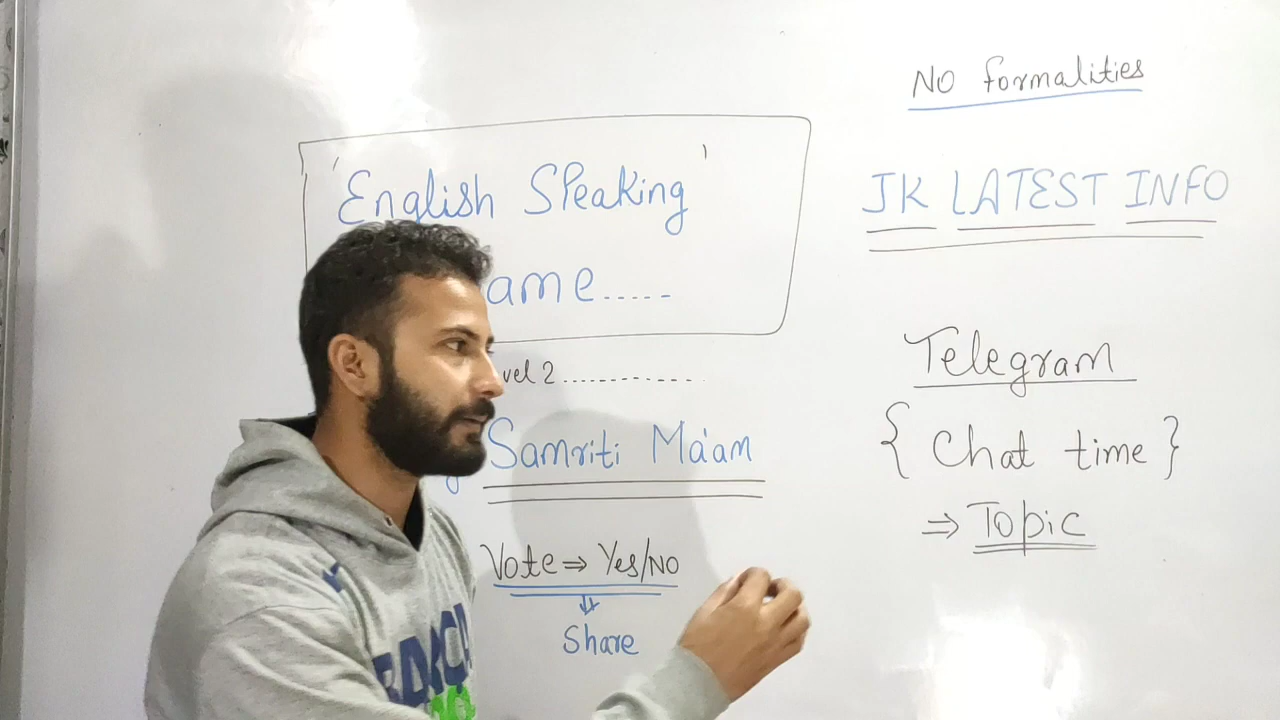 'English Speaking'
ame.....
vel 2..............
Samriti Ma'am
Vote ⇒ Yes/No
Share
No formalities
JK LATEST INFO
Telegram
{ Chat time }
⇒ Topic